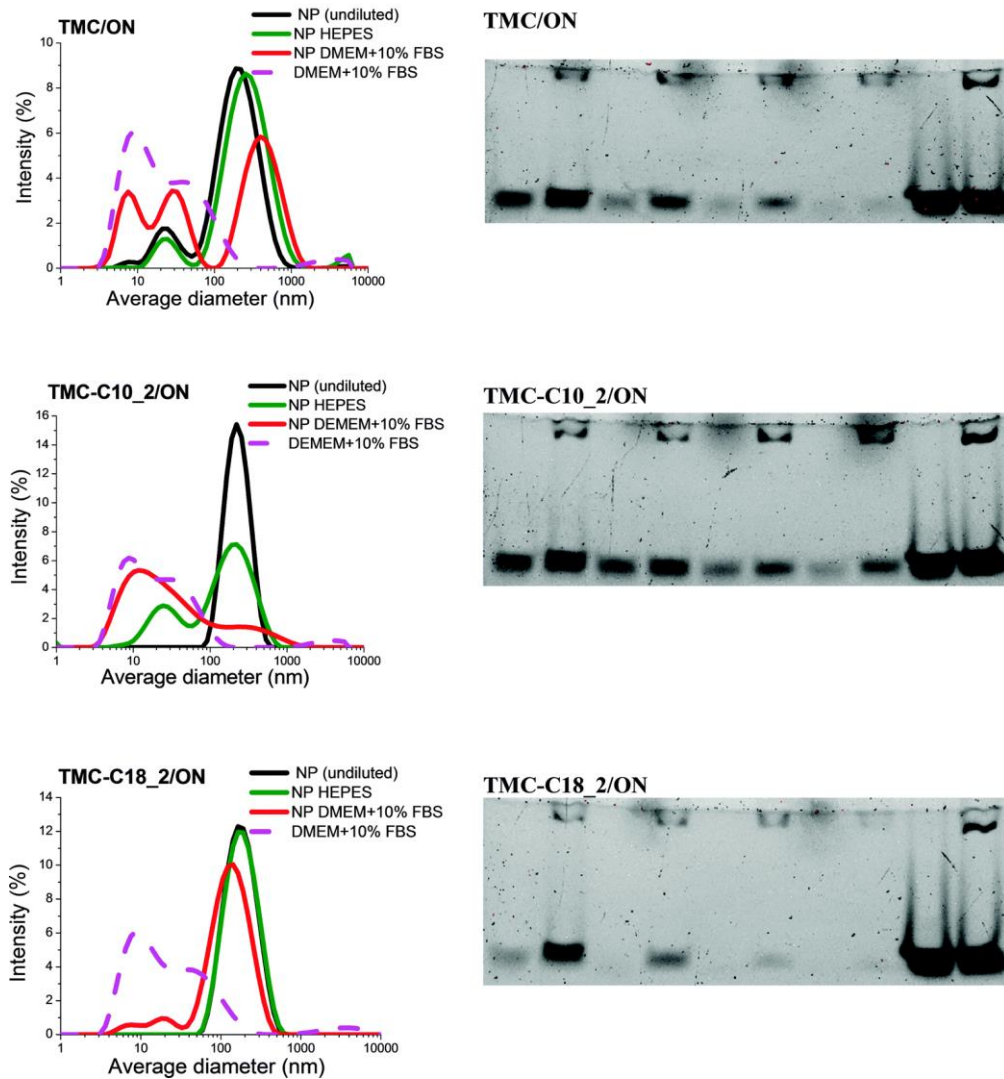 TMC/ON
NP (undiluted)
NP HEPES
NP DMEM+10% FBS
DMEM+10% FBS
10
8
6
4
2
0
Intensity (%)
1 10 100 1000 10000
Average diameter (nm)
TMC/ON
TMC-C10_2/ON
NP (undiluted)
NP HEPES
NP DEMEM+10% FBS
DEMEM+10% FBS
16
14
12
10
8
6
4
2
0
Intensity (%)
1 10 100 1000 10000
Average diameter (nm)
TMC-C10_2/ON
TMC-C18_2/ON
NP (undiluted)
NP HEPES
NP DMEM+10% FBS
DMEM+10% FBS
14
12
10
8
6
4
2
0
Intensity (%)
1 10 100 1000 10000
Average diameter (nm)
TMC-C18_2/ON